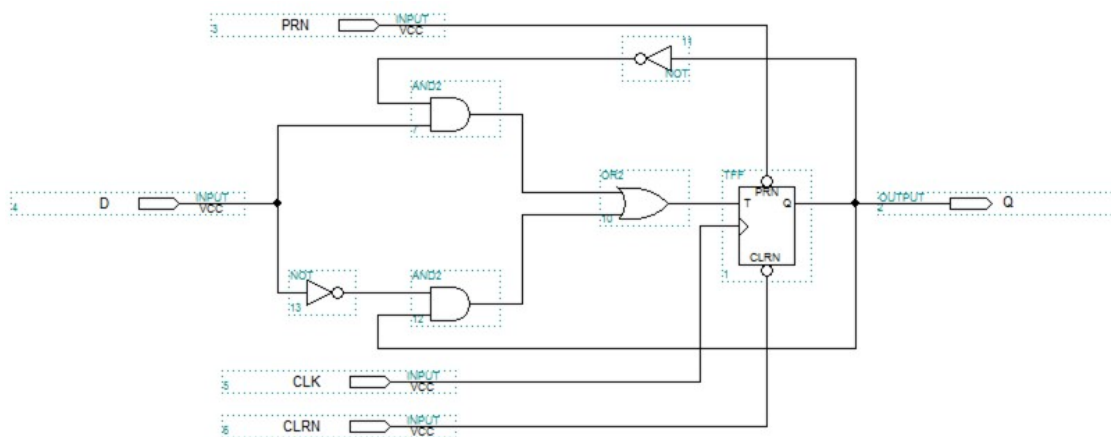 PRN
INPUT
VCC
3
11
NOT
AND2
7
D
INPUT
VCC
4
OR2
10
TFF
PRN
T
Q
CLRN
1
OUTPUT
2
Q
NOT
13
AND2
12
CLK
INPUT
VCC
5
CLRN
INPUT
VCC
6